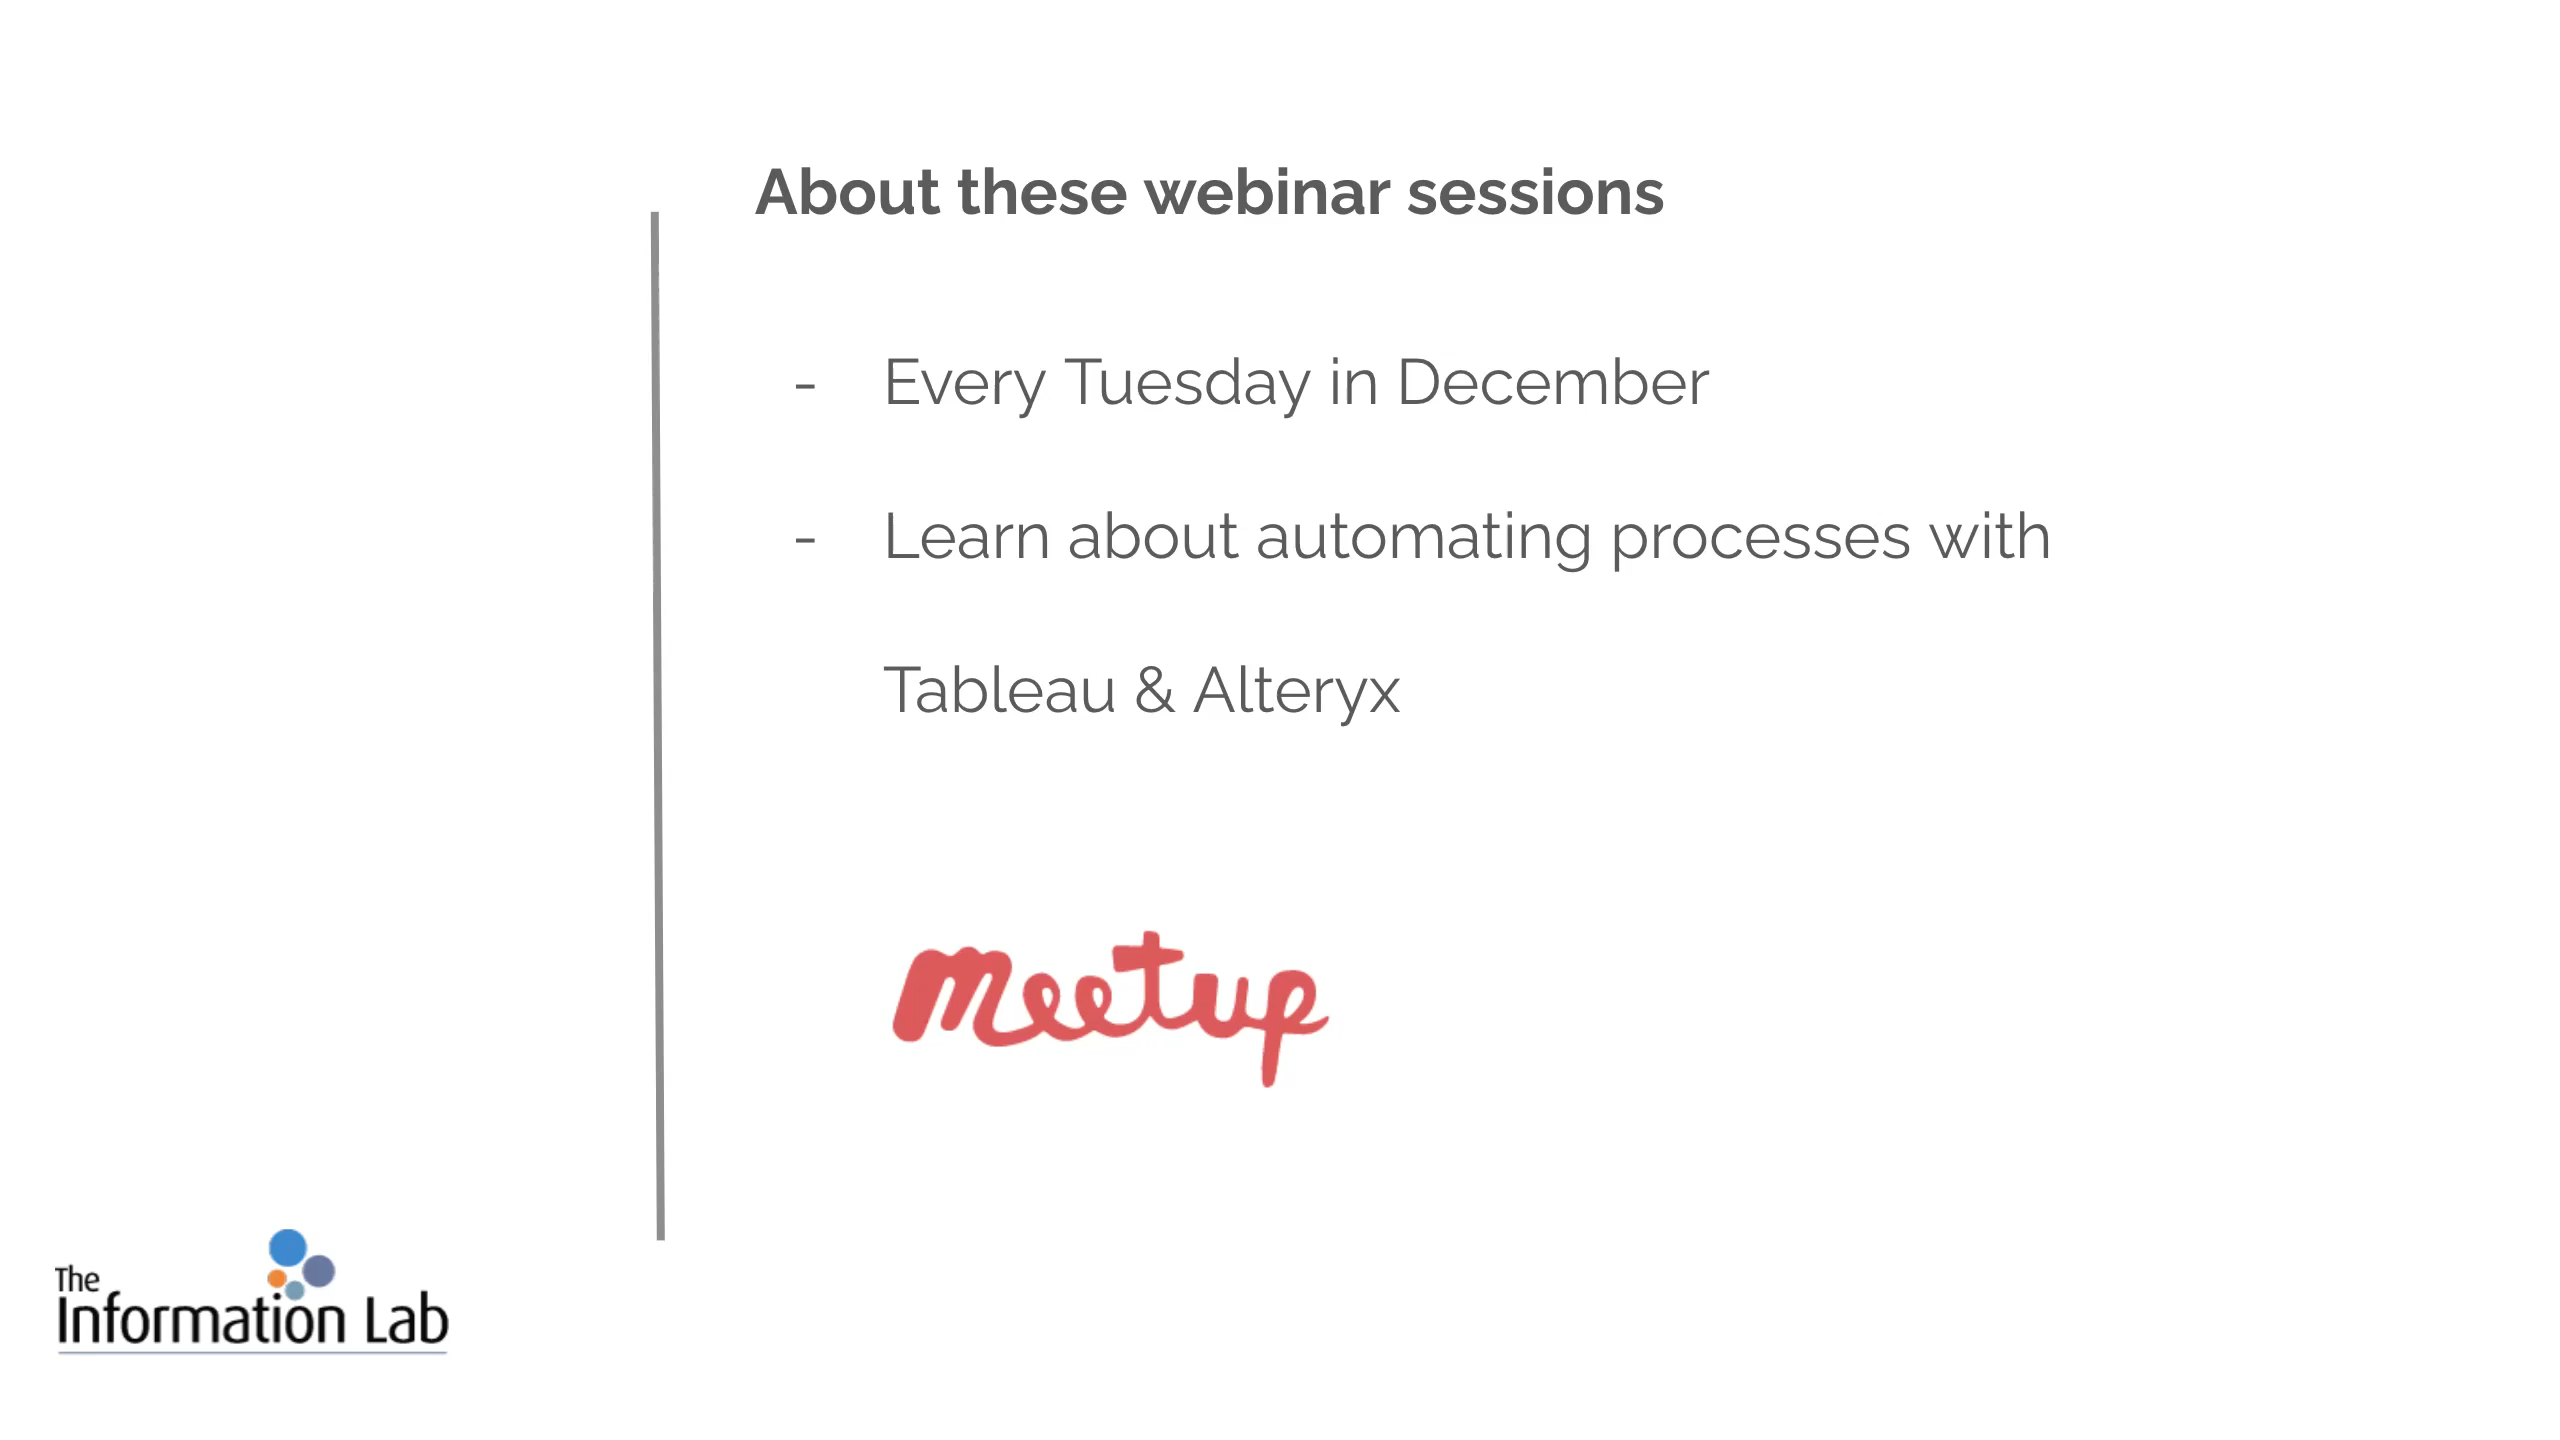 About these webinar sessions
- Every Tuesday in December
- Learn about automating processes with
Tableau & Alteryx
meetup
The
Information Lab